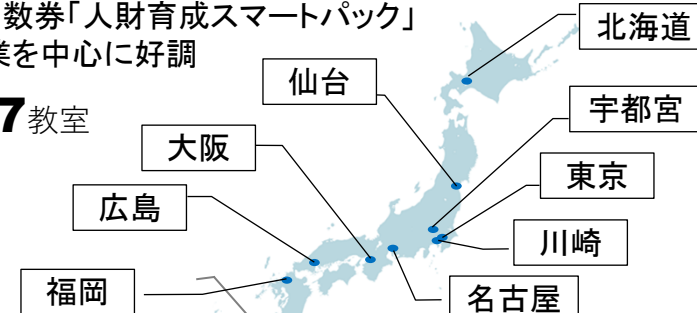 数券「人財育成スマートパック」
業を中心に好調
7教室
北海道
仙台
宇都宮
大阪
東京
広島
川崎
福岡
名古屋